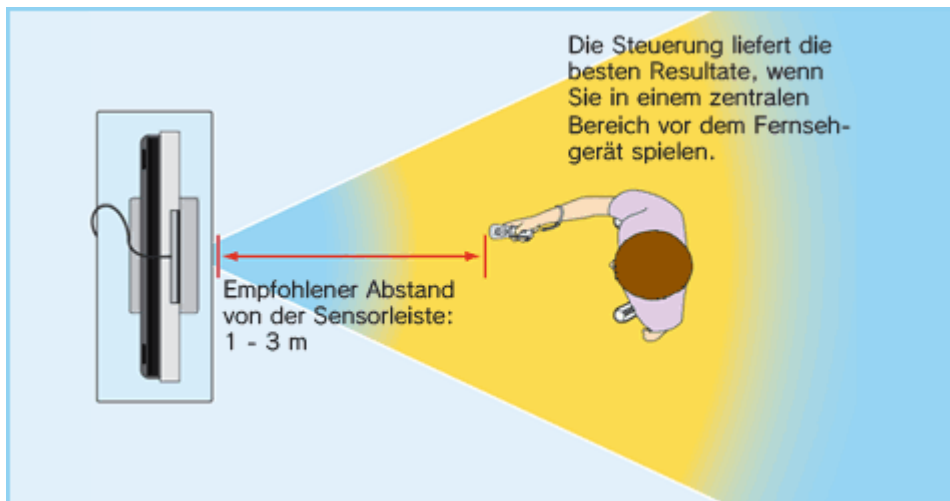 Die Steuerung liefert die
besten Resultate, wenn
Sie in einem zentralen
Bereich vor dem Fernseh-
gerät spielen.
Empfohlener Abstand
von der Sensorleiste:
1 - 3 m